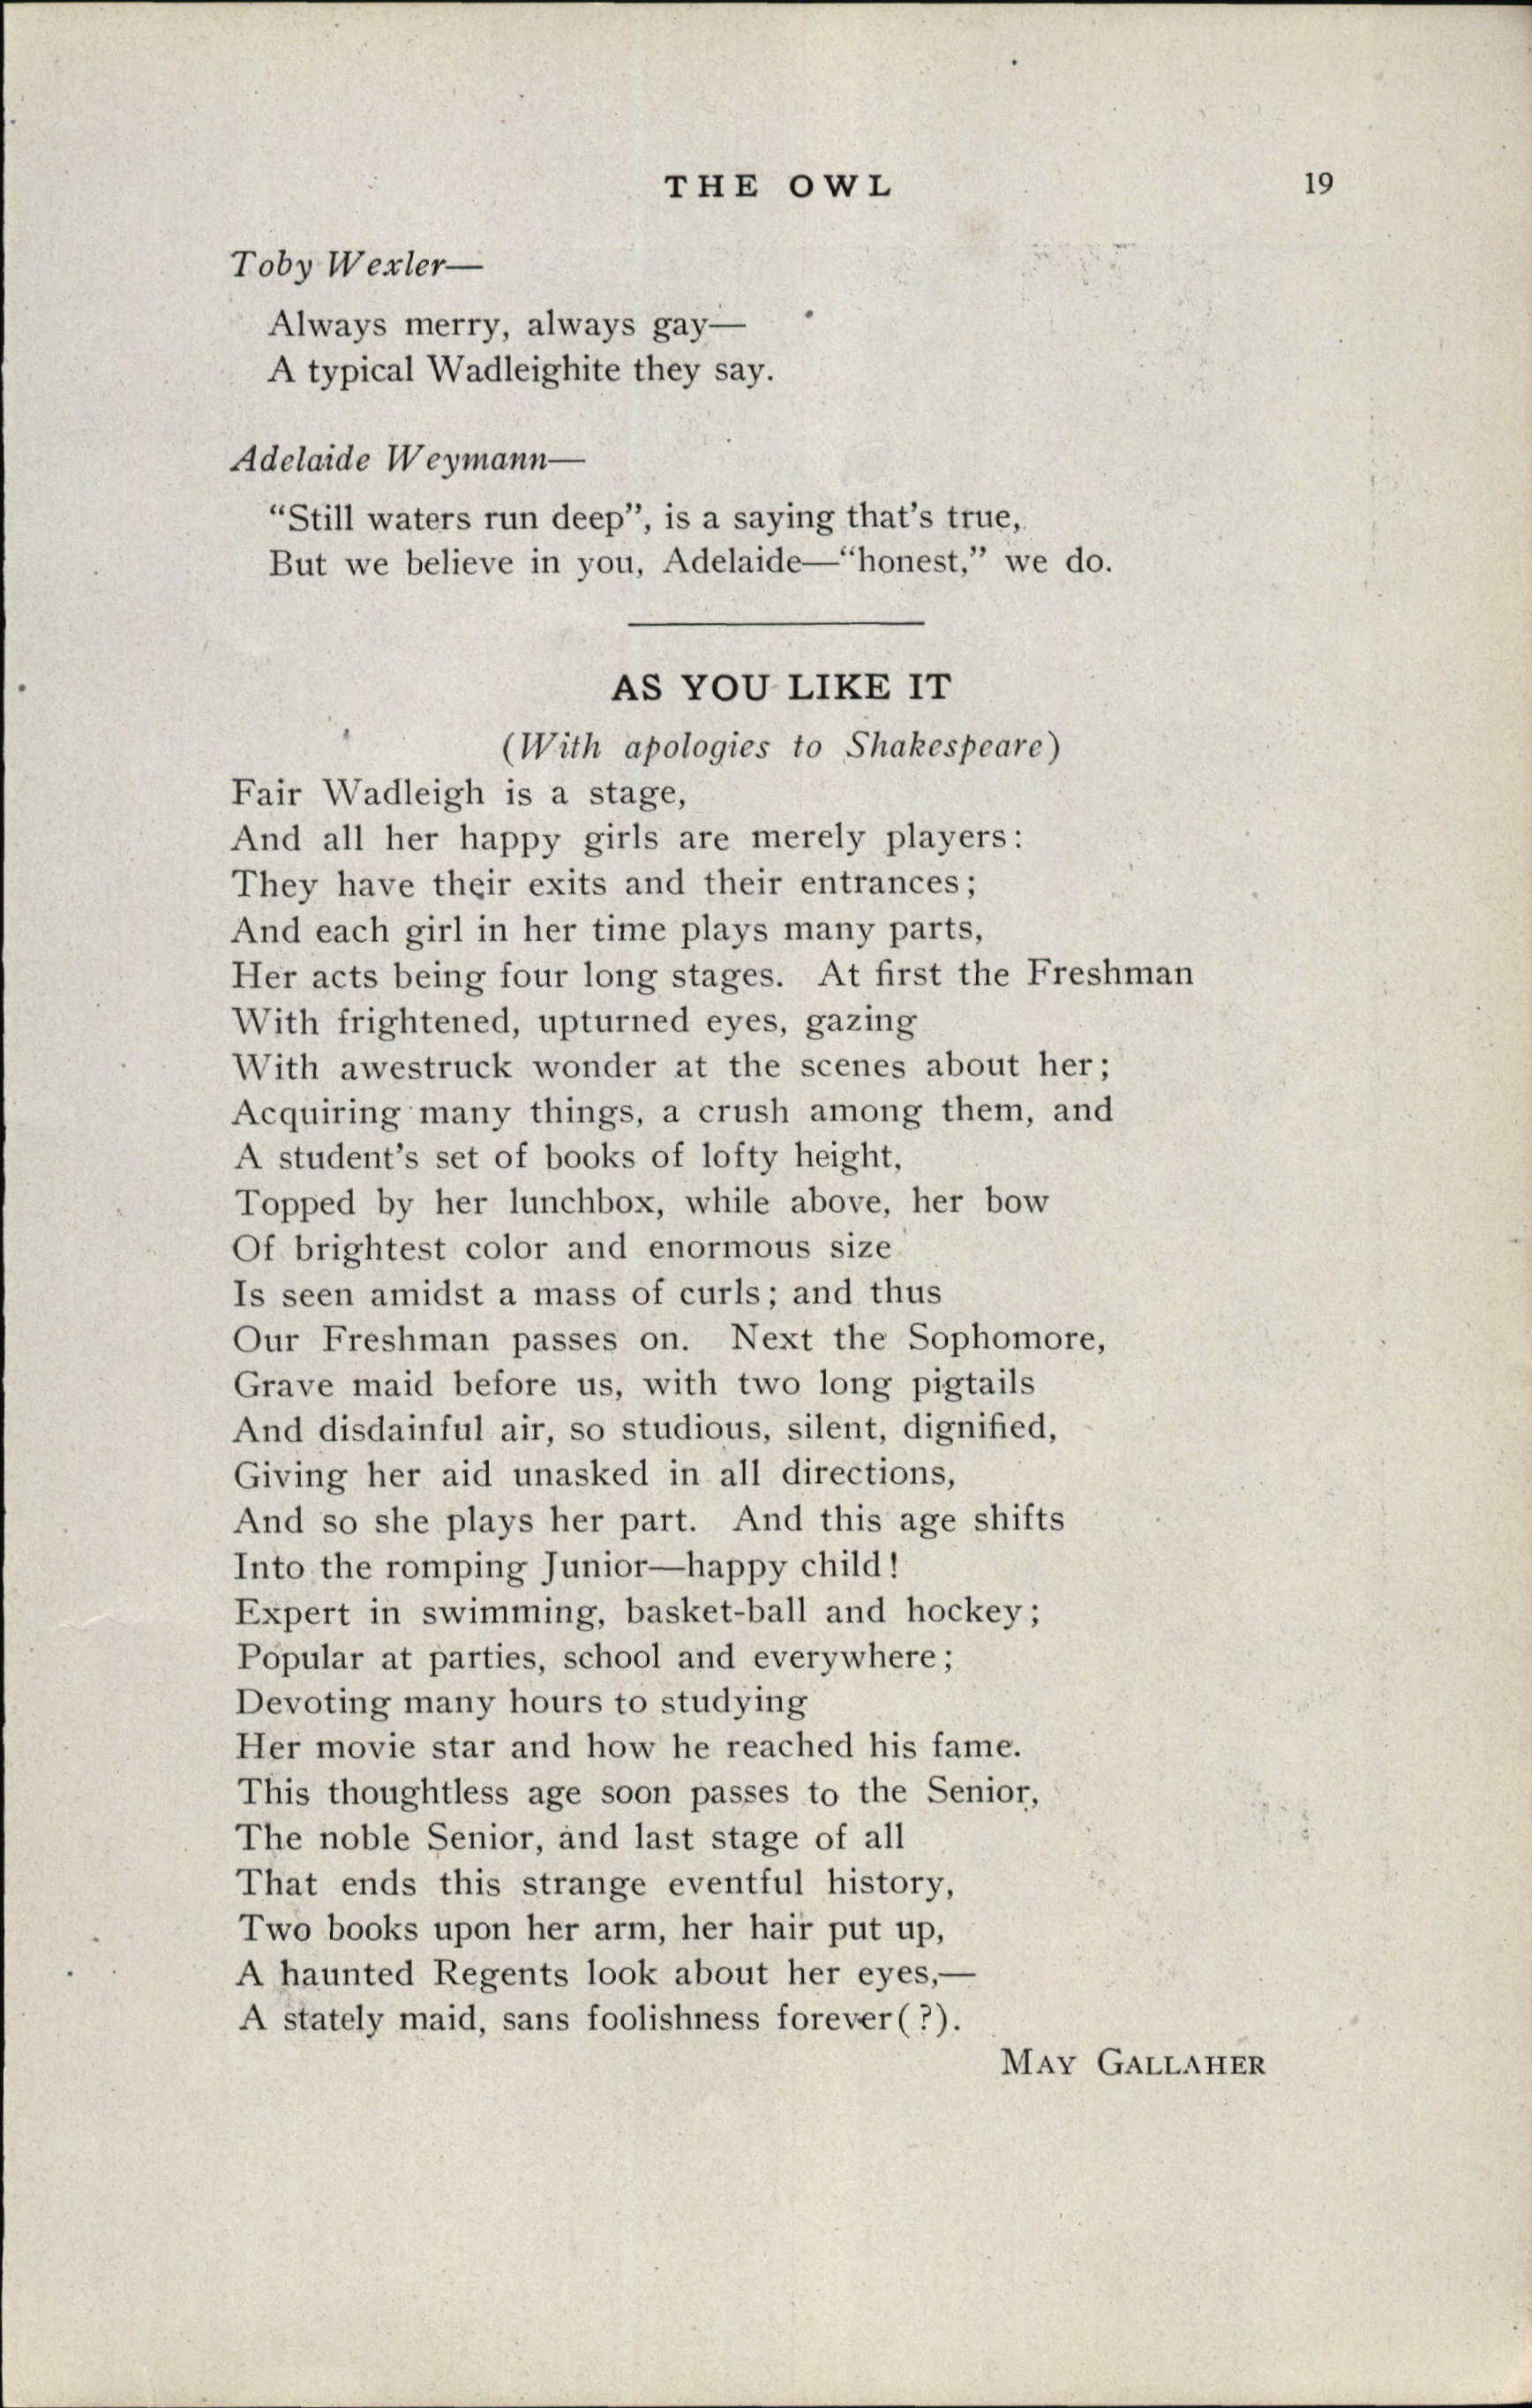 THE OWL 19
Toby Wexler—
Always merry, always gay—
A typical Wadleighite they say.
Adelaide Weymann—
“Still waters run deep”, is a saying that’s true,
But we believe in you, Adelaide—“honest,” we do.
AS YOU LIKE IT
(With apologies to Shakespeare)
Fair Wadleigh is a stage,
And all her happy girls are merely players:
They have their exits and their entrances;
And each girl in her time plays many parts,
Her acts being four long stages. At first the Freshman
With frightened, upturned eyes, gazing
With awestruck wonder at the scenes about her;
Acquiring many things, a crush among them, and
A student’s set of books of lofty height,
Topped by her lunchbox, while above, her bow
Of brightest color and enormous size
Is seen amidst a mass of curls; and thus
Our Freshman passes on. Next the Sophomore,
Grave maid before us, with two long pigtails
And disdainful air, so studious, silent, dignified,
Giving her aid unasked in all directions,
And so she plays her part. And this age shifts
Into the romping Junior—happy child!
Expert in swimming, basket-ball and hockey;
Popular at parties, school and everywhere;
Devoting many hours to studying
Her movie star and how he reached his fame.
This thoughtless age soon passes to the Senior,
The noble Senior, and last stage of all
That ends this strange eventful history,
Two books upon her arm, her hair put up,
A haunted Regents look about her eyes,—
A stately maid, sans foolishness forever(?).
MAY GALLAHER